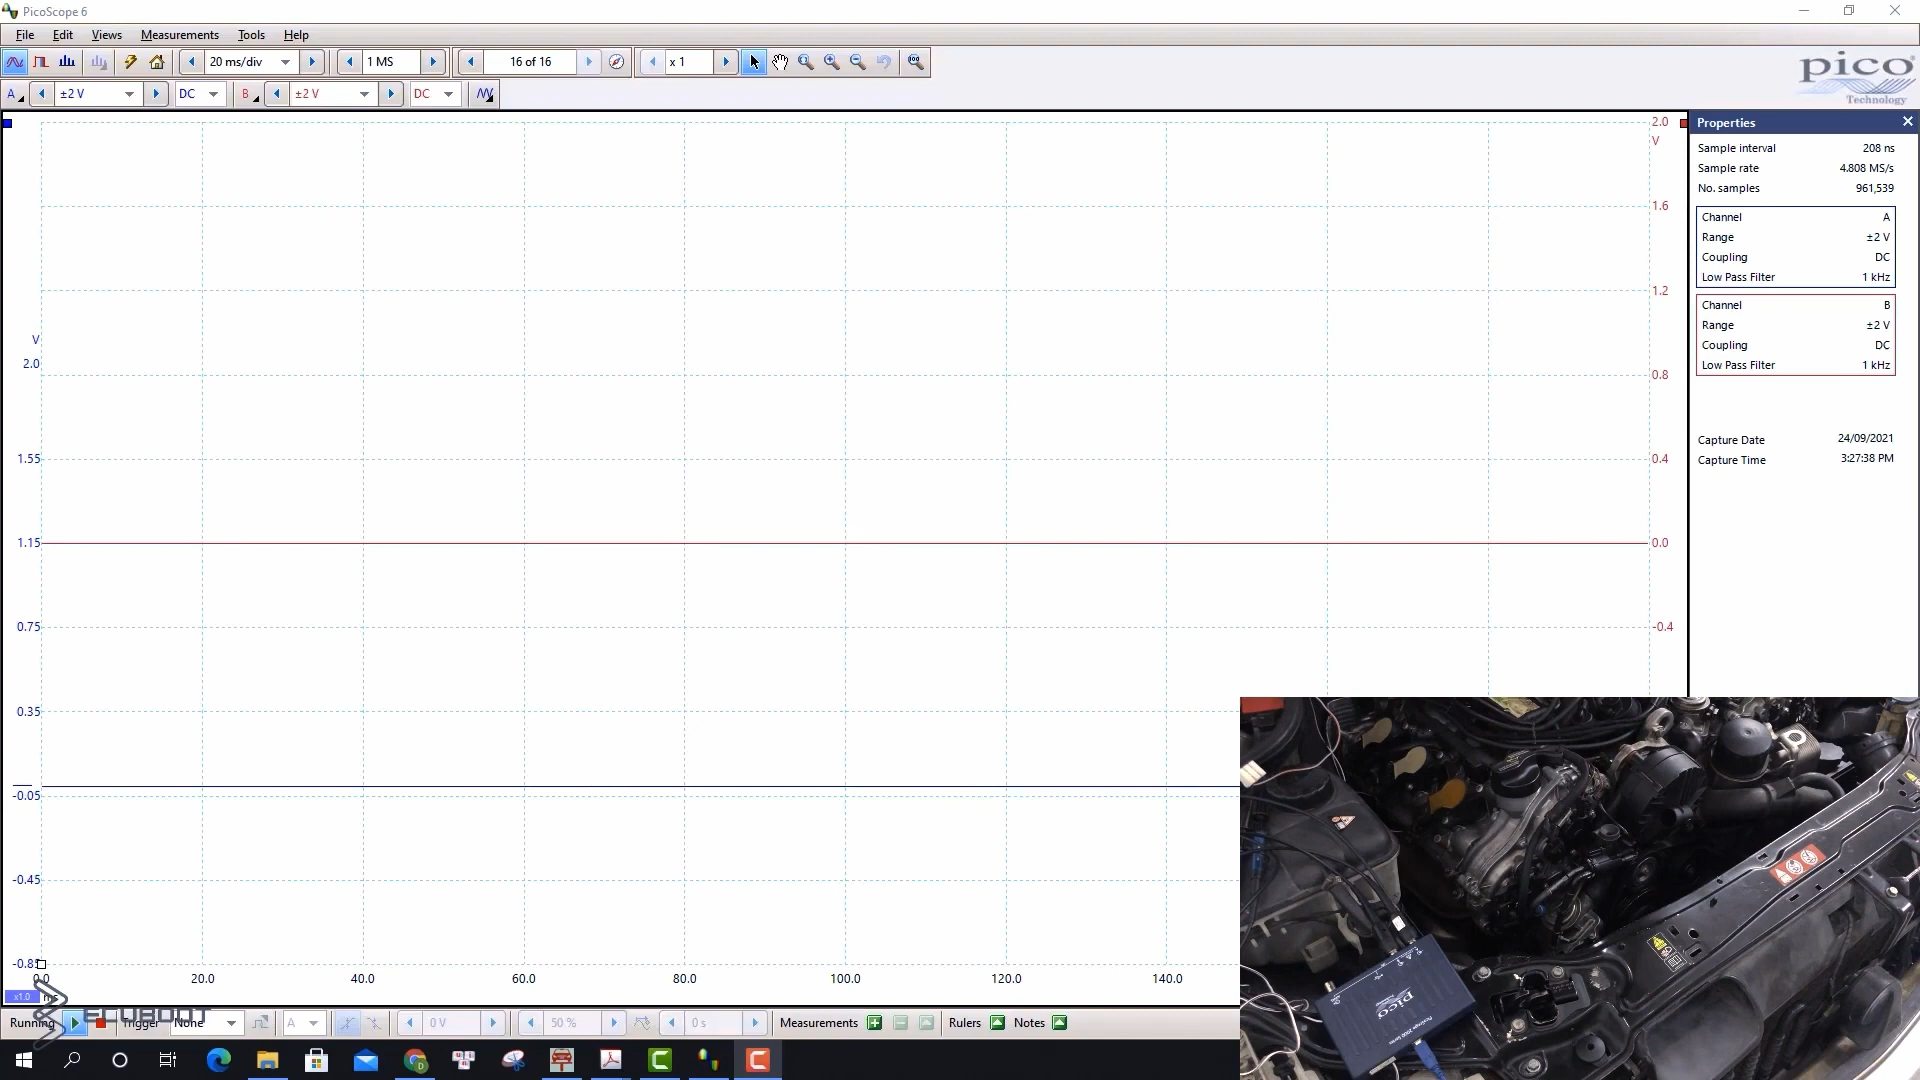 PicoScope 6
File Edit Views Measurements Tools Help
20 ms/div 1 MS 16 of 16 x 1
pico
Technology
A ±2 V DC B ±2 V DC
2.0
V
1.6
1.2
0.8
0.4
0.0
-0.4
V
2.0
1.55
1.15
0.75
0.35
-0.05
-0.45
-0.85
0.0 20.0 40.0 60.0 80.0 100.0 120.0 140.0
x1.0 ms
Properties
Sample interval 208 ns
Sample rate 4.808 MS/s
No. samples 961,539
Channel A
Range ±2 V
Coupling DC
Low Pass Filter 1 kHz
Channel B
Range ±2 V
Coupling DC
Low Pass Filter 1 kHz
Capture Date 24/09/2021
Capture Time 3:27:38 PM
pico
ECUBOOT
Running Trigger None A 0 V 50 % 0 s Measurements Rulers Notes